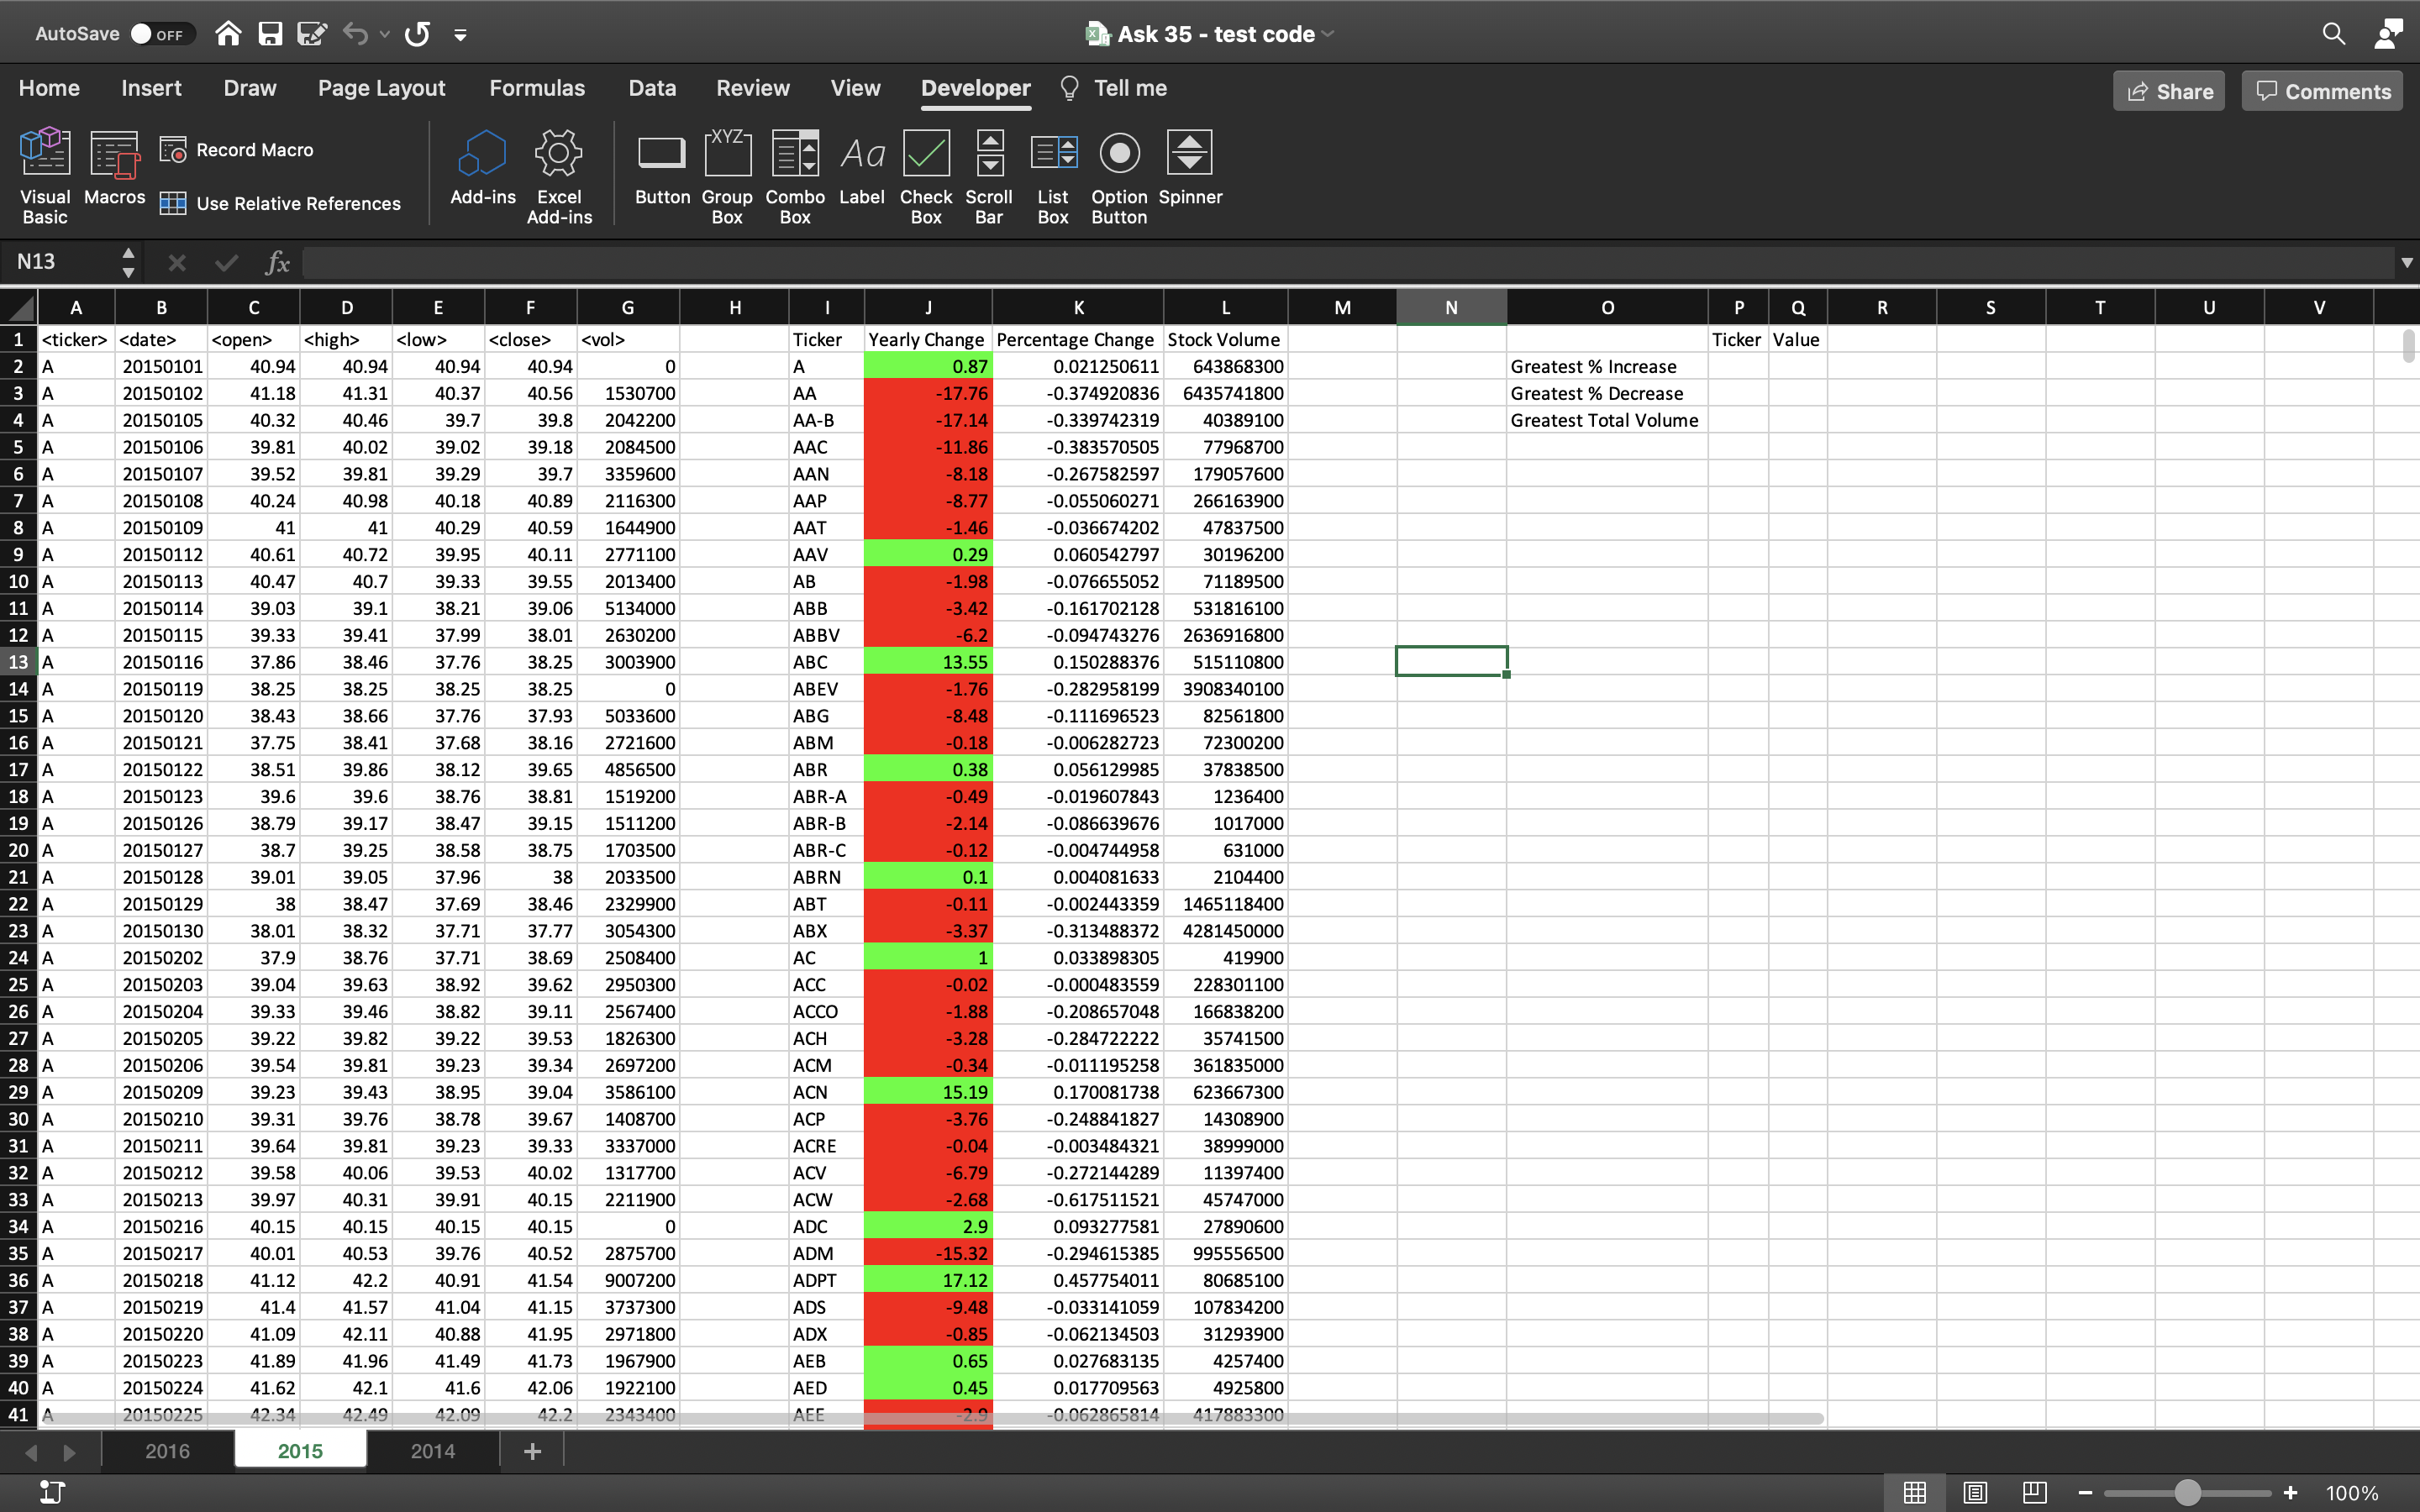 AutoSave OFF Ask 35 - test code
Home Insert Draw Page Layout Formulas Data Review View Developer Tell me Share Comments
Visual Basic Macros Record Macro Use Relative References Add-ins Excel Add-ins XYZ Button Group Box Combo Box Aa Label Check Box Scroll Bar List Box Option Button Spinner
N13 fx
A B C D E F G H I J K L M N O P Q R S T U V
1 <ticker> <date> <open> <high> <low> <close> <vol> Ticker Yearly Change Percentage Change Stock Volume Ticker Value
2 A 20150101 40.94 40.94 40.94 40.94 0 A 0.87 0.021250611 643868300 Greatest % Increase
3 A 20150102 41.18 41.31 40.37 40.56 1530700 AA -17.76 -0.374920836 6435741800 Greatest % Decrease
4 A 20150105 40.32 40.46 39.7 39.8 2042200 AA-B -17.14 -0.339742319 40389100 Greatest Total Volume
5 A 20150106 39.81 40.02 39.02 39.18 2084500 AAC -11.86 -0.383570505 77968700
6 A 20150107 39.52 39.81 39.29 39.7 3359600 AAN -8.18 -0.267582597 179057600
7 A 20150108 40.24 40.98 40.18 40.89 2116300 AAP -8.77 -0.055060271 266163900
8 A 20150109 41 41 40.29 40.59 1644900 AAT -1.46 -0.036674202 47837500
9 A 20150112 40.61 40.72 39.95 40.11 2771100 AAV 0.29 0.060542797 30196200
10 A 20150113 40.47 40.7 39.33 39.55 2013400 AB -1.98 -0.076655052 71189500
11 A 20150114 39.03 39.1 38.21 39.06 5134000 ABB -3.42 -0.161702128 531816100
12 A 20150115 39.33 39.41 37.99 38.01 2630200 ABBV -6.2 -0.094743276 2636916800
13 A 20150116 37.86 38.46 37.76 38.25 3003900 ABC 13.55 0.150288376 515110800
14 A 20150119 38.25 38.25 38.25 38.25 0 ABEV -1.76 -0.282958199 3908340100
15 A 20150120 38.43 38.66 37.76 37.93 5033600 ABG -8.48 -0.111696523 82561800
16 A 20150121 37.75 38.41 37.68 38.16 2721600 ABM -0.18 -0.006282723 72300200
17 A 20150122 38.51 39.86 38.12 39.65 4856500 ABR 0.38 0.056129985 37838500
18 A 20150123 39.6 39.6 38.76 38.81 1519200 ABR-A -0.49 -0.019607843 1236400
19 A 20150126 38.79 39.17 38.47 39.15 1511200 ABR-B -2.14 -0.086639676 1017000
20 A 20150127 38.7 39.25 38.58 38.75 1703500 ABR-C -0.12 -0.004744958 631000
21 A 20150128 39.01 39.05 37.96 38 2033500 ABRN 0.1 0.004081633 2104400
22 A 20150129 38 38.47 37.69 38.46 2329900 ABT -0.11 -0.002443359 1465118400
23 A 20150130 38.01 38.32 37.71 37.77 3054300 ABX -3.37 -0.313488372 4281450000
24 A 20150202 37.9 38.76 37.71 38.69 2508400 AC 1 0.033898305 419900
25 A 20150203 39.04 39.63 38.92 39.62 2950300 ACC -0.02 -0.000483559 228301100
26 A 20150204 39.33 39.46 38.82 39.11 2567400 ACCO -1.88 -0.208657048 166838200
27 A 20150205 39.22 39.82 39.22 39.53 1826300 ACH -3.28 -0.284722222 35741500
28 A 20150206 39.54 39.81 39.23 39.34 2697200 ACM -0.34 -0.011195258 361835000
29 A 20150209 39.23 39.43 38.95 39.04 3586100 ACN 15.19 0.170081738 623667300
30 A 20150210 39.31 39.76 38.78 39.67 1408700 ACP -3.76 -0.248841827 14308900
31 A 20150211 39.64 39.81 39.23 39.33 3337000 ACRE -0.04 -0.003484321 38999000
32 A 20150212 39.58 40.06 39.53 40.02 1317700 ACV -6.79 -0.272144289 11397400
33 A 20150213 39.97 40.31 39.91 40.15 2211900 ACW -2.68 -0.617511521 45747000
34 A 20150216 40.15 40.15 40.15 40.15 0 ADC 2.9 0.093277581 27890600
35 A 20150217 40.01 40.53 39.76 40.52 2875700 ADM -15.32 -0.294615385 995556500
36 A 20150218 41.12 42.2 40.91 41.54 9007200 ADPT 17.12 0.457754011 80685100
37 A 20150219 41.4 41.57 41.04 41.15 3737300 ADS -9.48 -0.033141059 107834200
38 A 20150220 41.09 42.11 40.88 41.95 2971800 ADX -0.85 -0.062134503 31293900
39 A 20150223 41.89 41.96 41.49 41.73 1967900 AEB 0.65 0.027683135 4257400
40 A 20150224 41.62 42.1 41.6 42.06 1922100 AED 0.45 0.017709563 4925800
41 A 20150225 42.34 42.49 42.09 42.2 2343400 AEE -2.9 -0.062865814 417883300
2016 2015 2014
100%